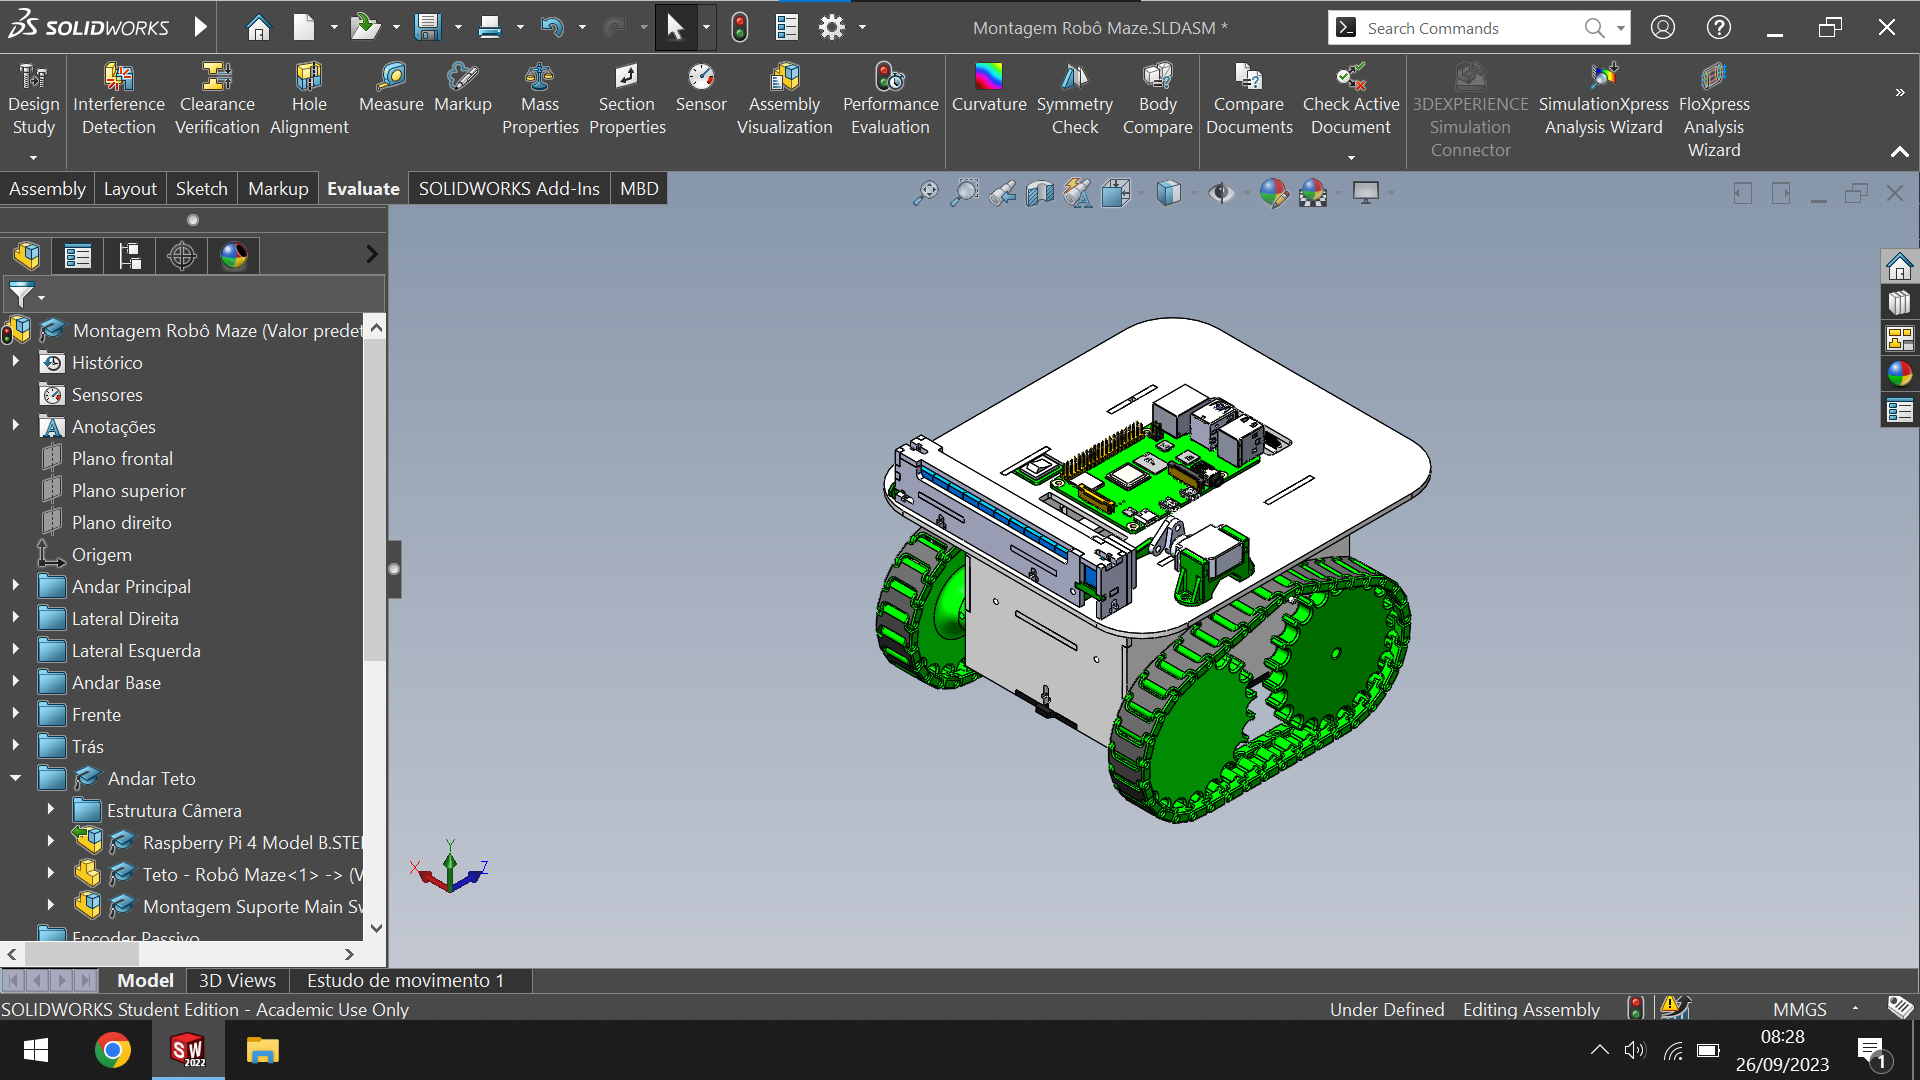 SOLIDWORKS
Montagem Robô Maze.SLDASM *
Search Commands
Design Study
Interference Detection
Clearance Verification
Hole Alignment
Measure
Markup
Mass Properties
Section Properties
Sensor
Assembly Visualization
Performance Evaluation
Curvature
Symmetry Check
Body Compare
Compare Documents
Check Active Document
3DEXPERIENCE Simulation Connector
SimulationXpress Analysis Wizard
FloXpress Analysis Wizard
Assembly
Layout
Sketch
Markup
Evaluate
SOLIDWORKS Add-Ins
MBD
Montagem Robô Maze (Valor predet
Histórico
Sensores
Anotações
Plano frontal
Plano superior
Plano direito
Origem
Andar Principal
Lateral Direita
Lateral Esquerda
Andar Base
Frente
Trás
Andar Teto
Estrutura Câmera
Raspberry Pi 4 Model B.STE
Teto - Robô Maze<1> -> (V
Montagem Suporte Main Sw
Encoder Passivo
Y
X
Z
Model
3D Views
Estudo de movimento 1
SOLIDWORKS Student Edition - Academic Use Only
Under Defined
Editing Assembly
MMGS
SW
2022
08:28
26/09/2023
1